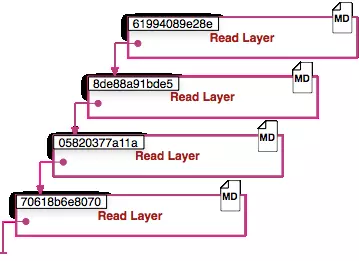 61994089e28e
MD
Read Layer
8de88a91bde5
MD
Read Layer
05820377a11a
MD
Read Layer
70618b6e8070
MD
Read Layer